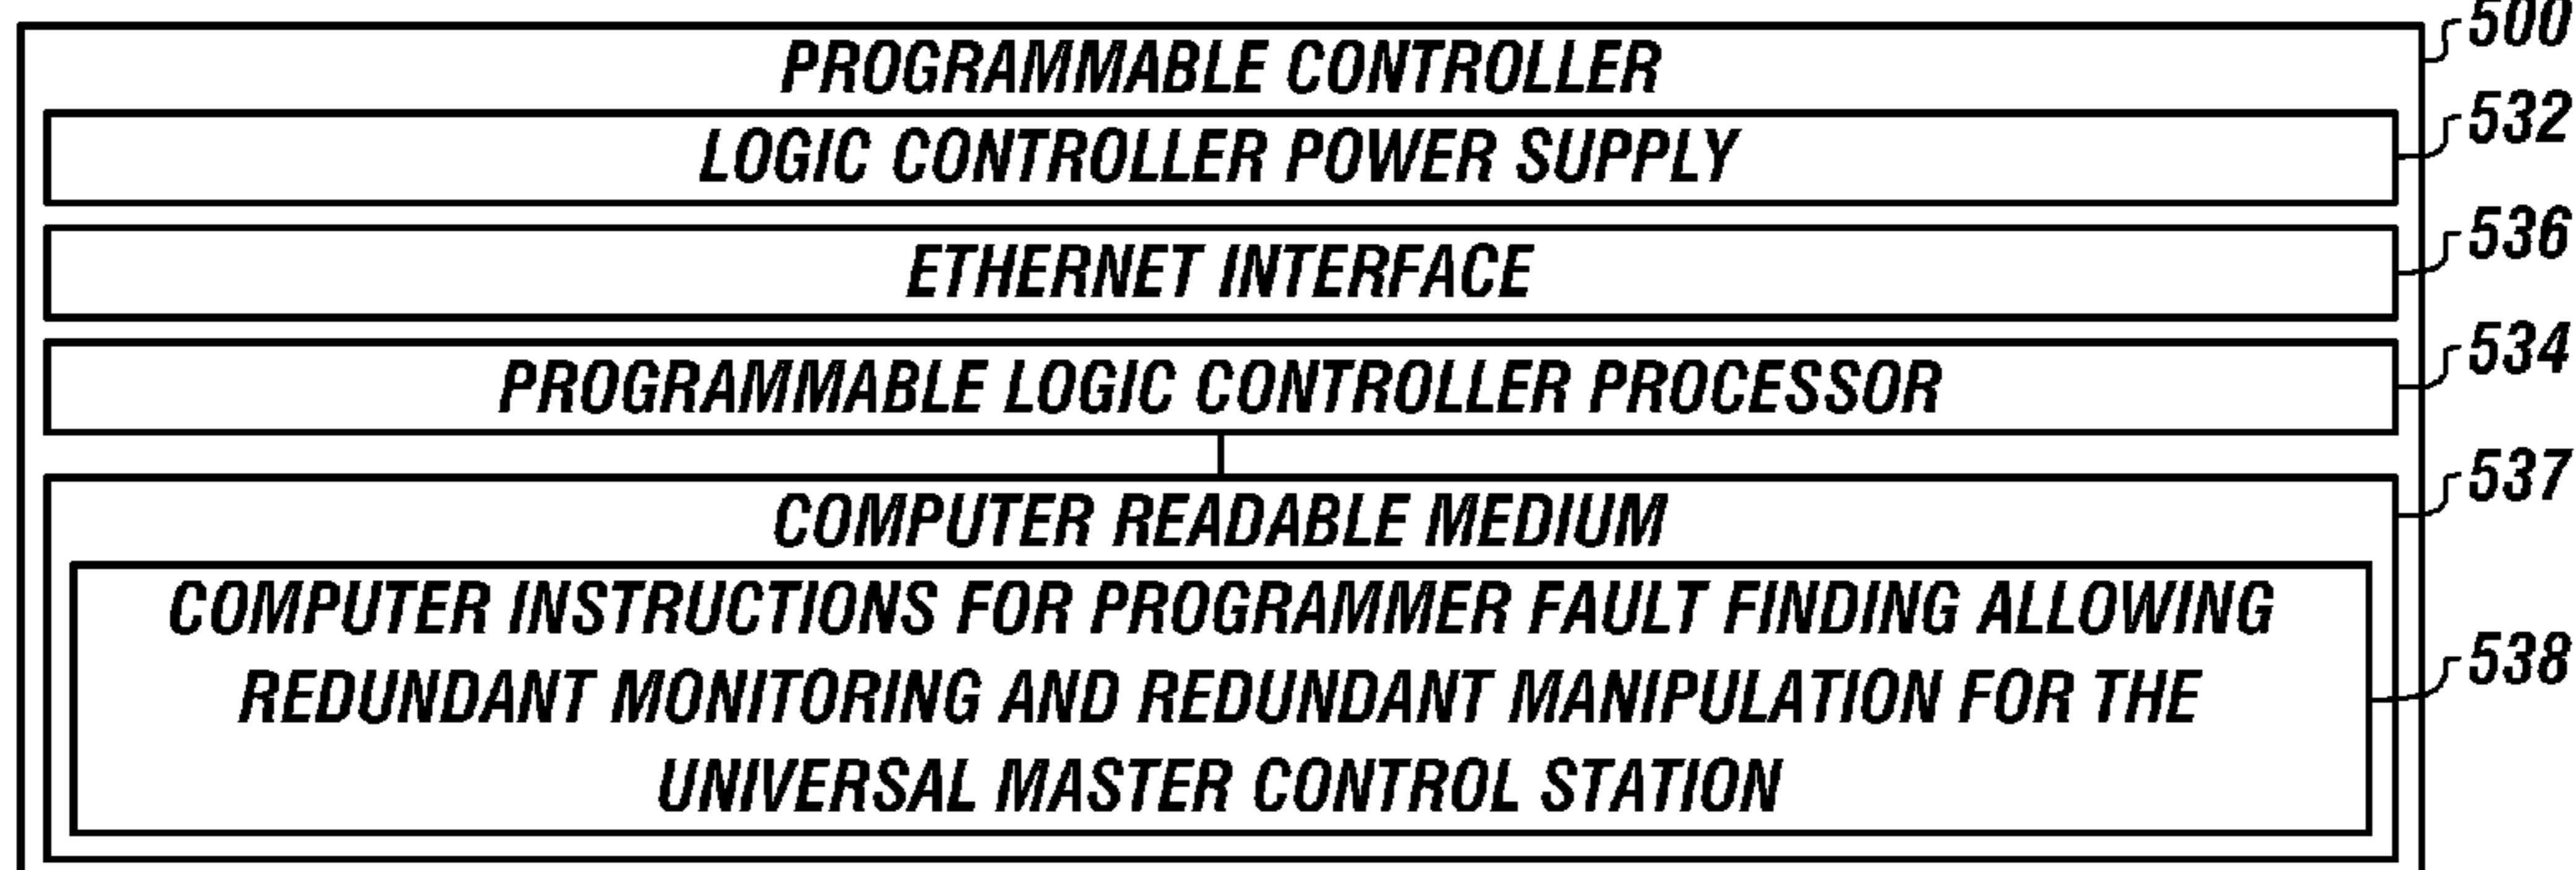 500
PROGRAMMABLE CONTROLLER
532
LOGIC CONTROLLER POWER SUPPLY
536
ETHERNET INTERFACE
534
PROGRAMMABLE LOGIC CONTROLLER PROCESSOR
537
COMPUTER READABLE MEDIUM
COMPUTER INSTRUCTIONS FOR PROGRAMMER FAULT FINDING ALLOWING
538
REDUNDANT MONITORING AND REDUNDANT MANIPULATION FOR THE
UNIVERSAL MASTER CONTROL STATION